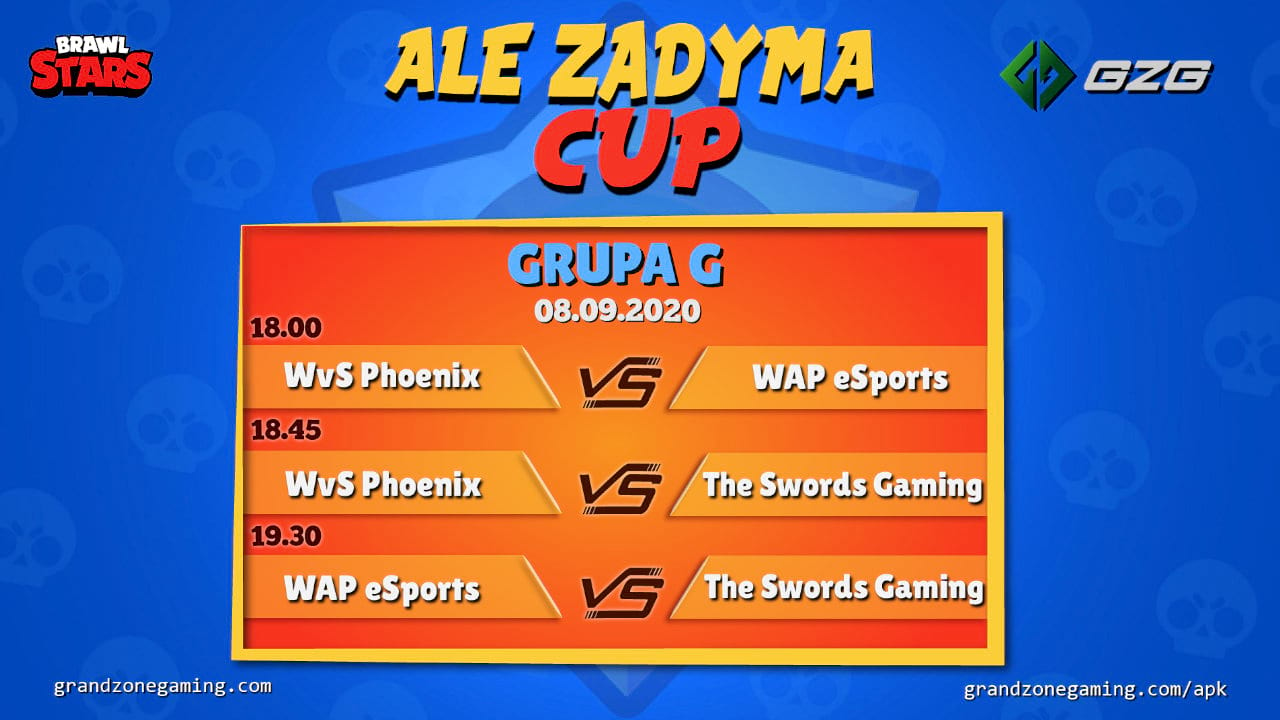 BRAWL
STARS
ALE ZADYMA
CUP
GZG
GRUPA G
08.09.2020
18.00
WvS Phoenix VS WAP eSports
18.45
WvS Phoenix VS The Swords Gaming
19.30
WAP eSports VS The Swords Gaming
grandzonegaming.com
grandzonegaming.com/apk